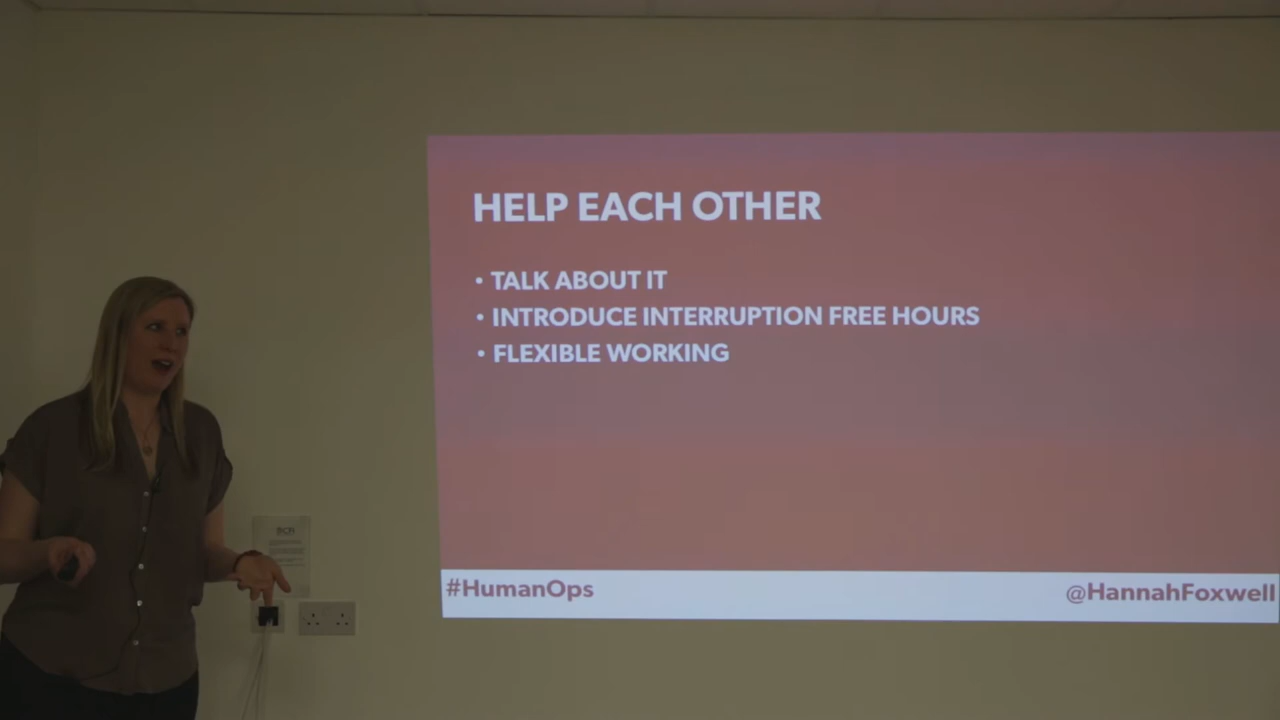 HELP EACH OTHER
• TALK ABOUT IT
• INTRODUCE INTERRUPTION FREE HOURS
• FLEXIBLE WORKING
#HumanOps
@HannahFoxwell